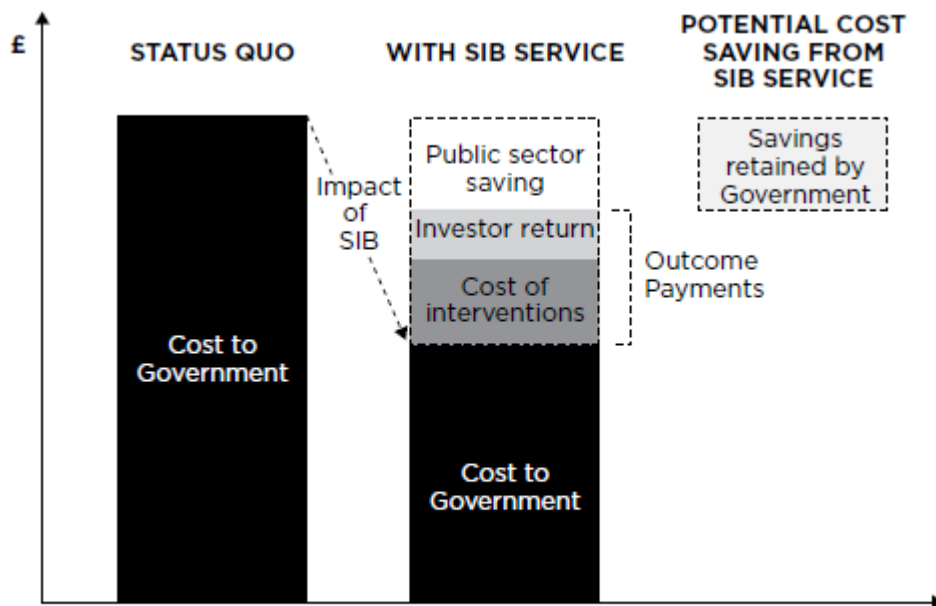 £
STATUS QUO
WITH SIB SERVICE
POTENTIAL COST
SAVING FROM
SIB SERVICE
Impact
of
SIB
Public sector
saving
Savings
retained by
Government
Investor return
Cost of
interventions
Outcome
Payments
Cost to
Government
Cost to
Government